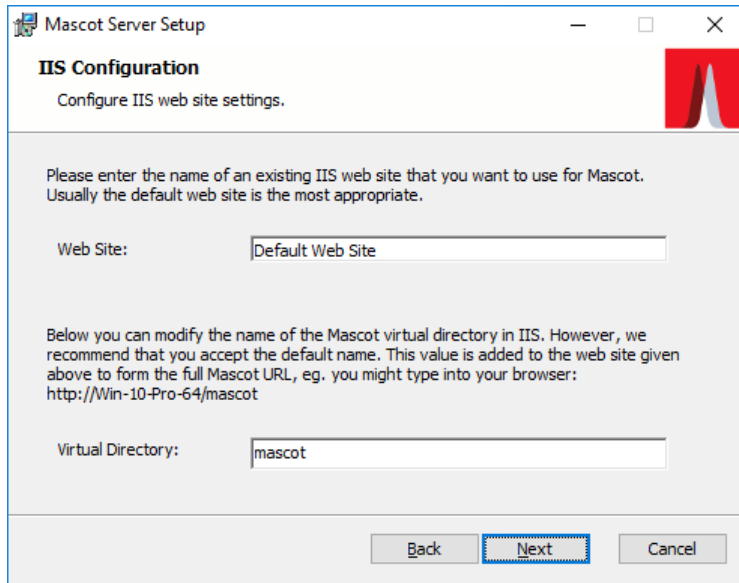 Mascot Server Setup
IIS Configuration
Configure IIS web site settings.
Please enter the name of an existing IIS web site that you want to use for Mascot.
Usually the default web site is the most appropriate.
Web Site:
Default Web Site
Below you can modify the name of the Mascot virtual directory in IIS. However, we
recommend that you accept the default name. This value is added to the web site given
above to form the full Mascot URL, eg. you might type into your browser:
http://Win-10-Pro-64/mascot
Virtual Directory:
mascot
Back
Next
Cancel